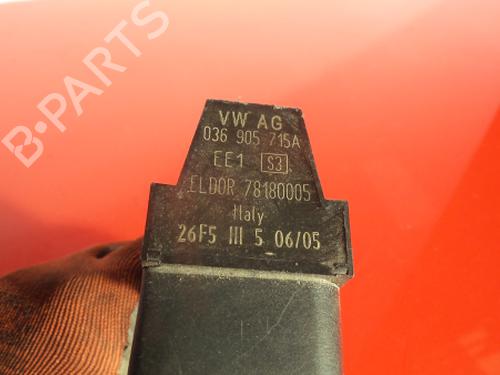 B-PARTS
VW AG
036 905 715A
EE1 S3
ELDOR 78180005
Italy
26F5 III 5 06/05